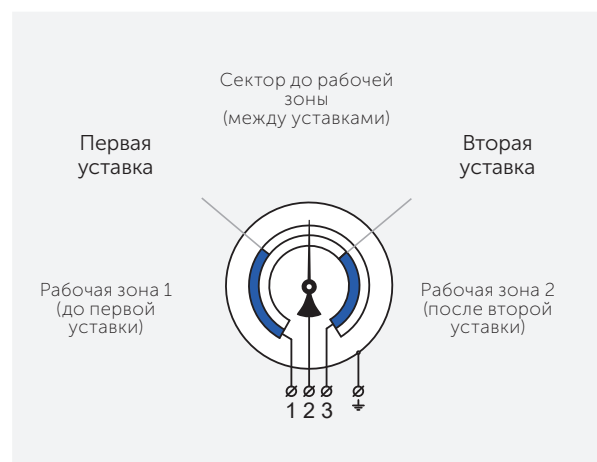 Сектор до рабочей
зоны
(между уставками)
Первая
уставка
Вторая
уставка
Рабочая зона 1
(до первой
уставки)
Рабочая зона 2
(после второй
уставки)
1 2 3